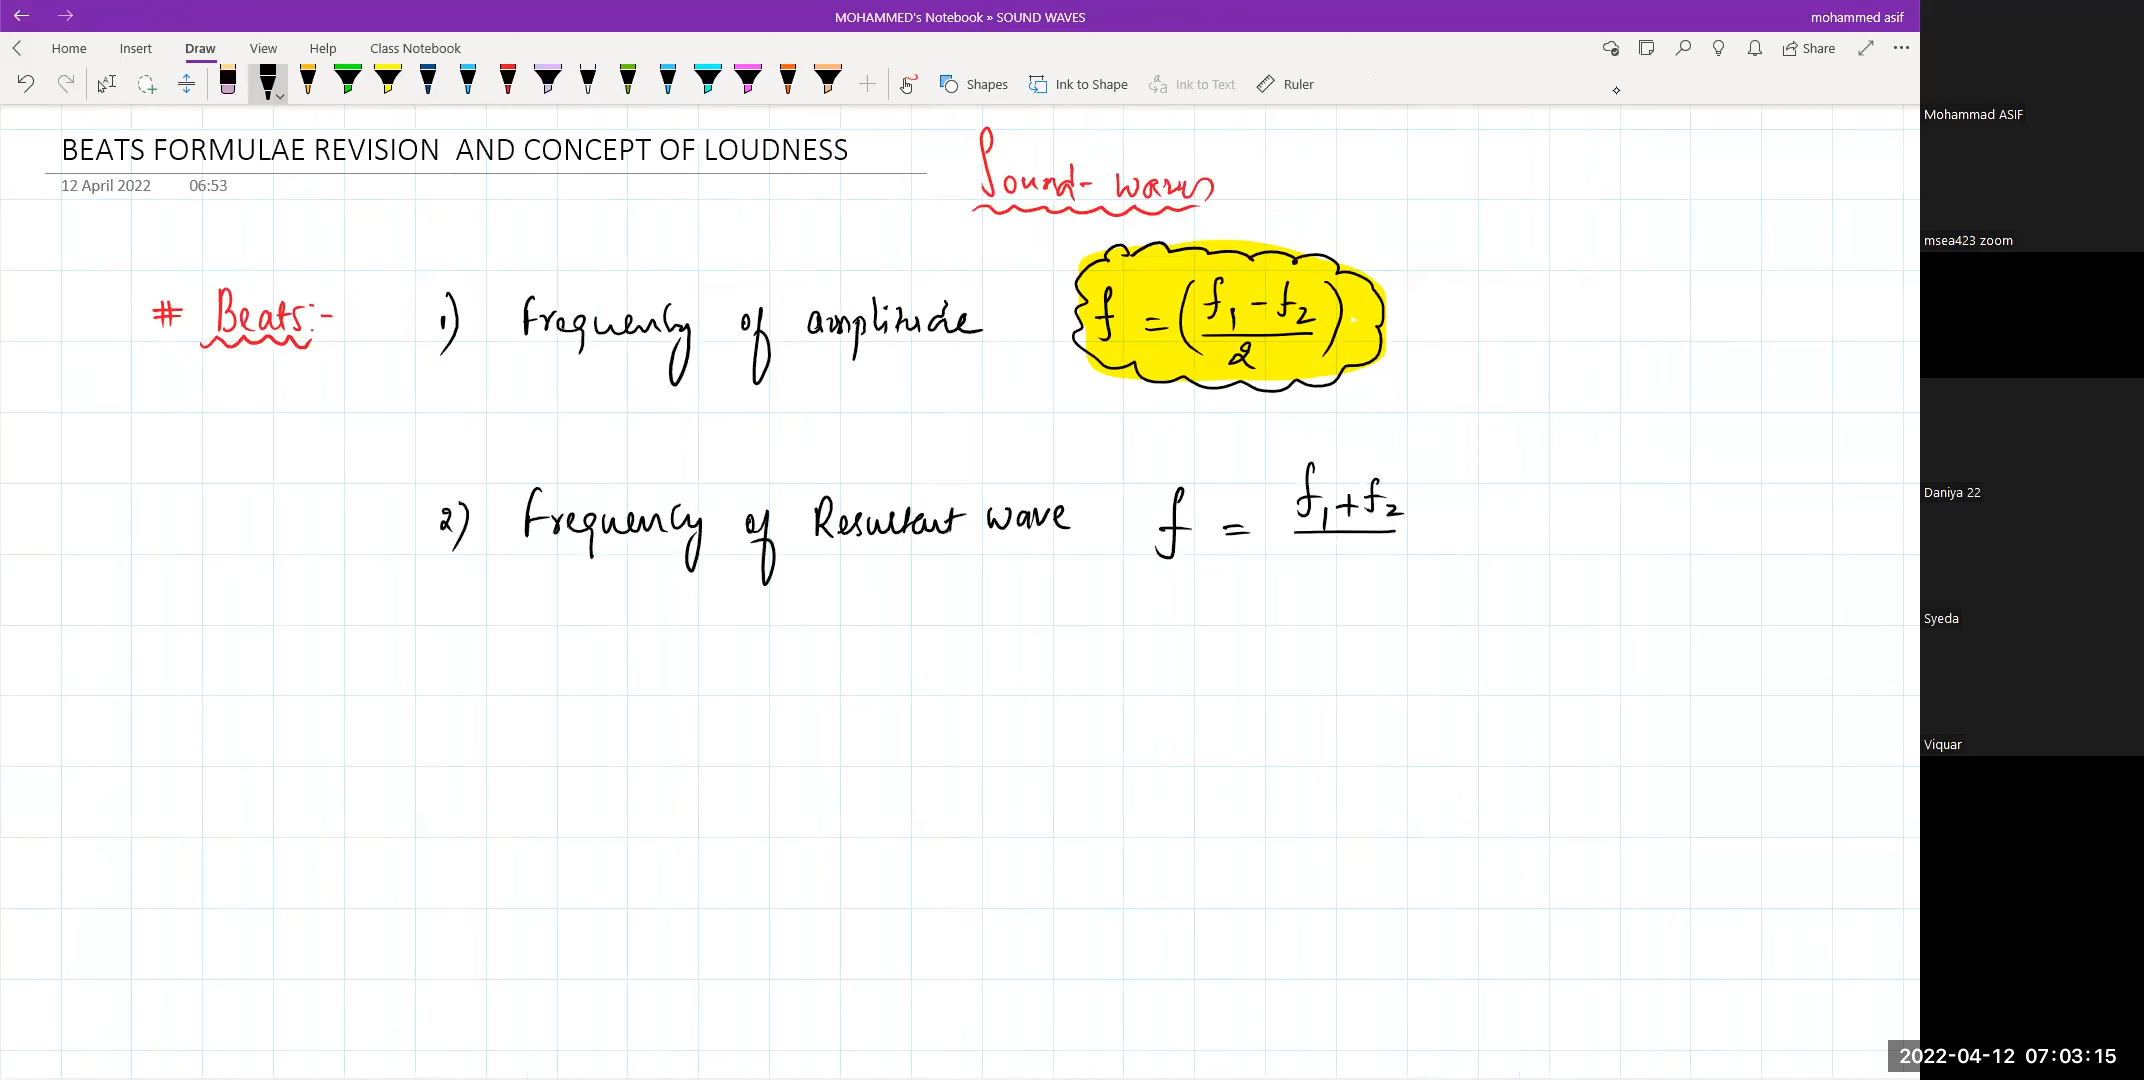 MOHAMMED's Notebook » SOUND WAVES
mohammed asif
Home Insert Draw View Help Class Notebook
Share
Shapes Ink to Shape Ink to Text Ruler
Mohammad ASIF
BEATS FORMULAE REVISION AND CONCEPT OF LOUDNESS
12 April 2022 06:53
Sound-waves
msea423 zoom
# Beats:- 1) Frequency of amplitude f = (f₁ - f₂ / 2)
Daniya 22
2) Frequency of Resultant wave f = f₁ + f₂
Syeda
Viquar
2022-04-12 07:03:15